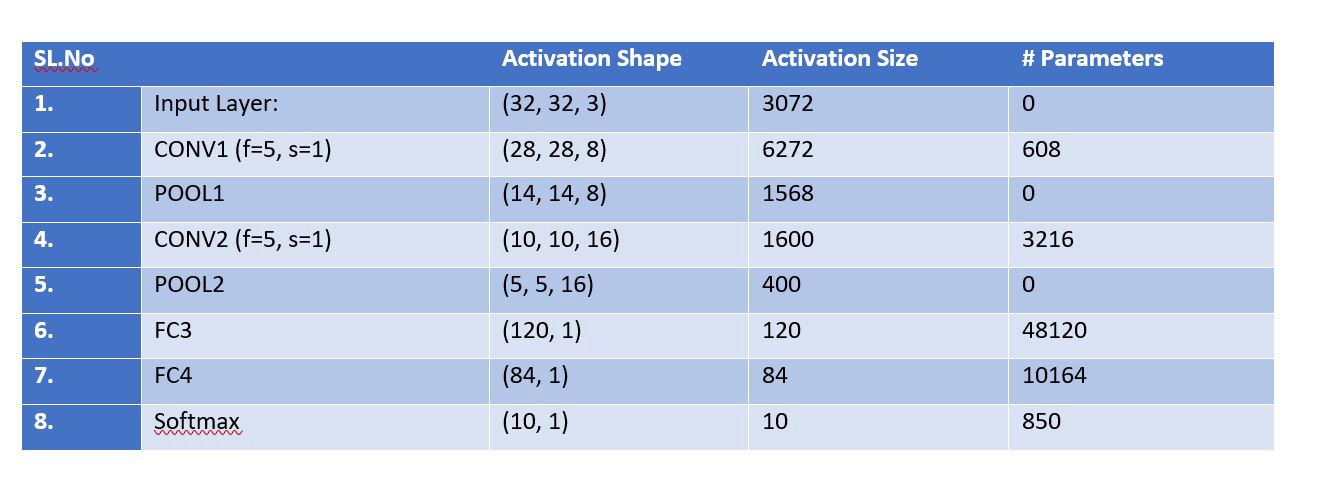 SL.No Activation Shape Activation Size # Parameters
1. Input Layer: (32, 32, 3) 3072 0
2. CONV1 (f=5, s=1) (28, 28, 8) 6272 608
3. POOL1 (14, 14, 8) 1568 0
4. CONV2 (f=5, s=1) (10, 10, 16) 1600 3216
5. POOL2 (5, 5, 16) 400 0
6. FC3 (120, 1) 120 48120
7. FC4 (84, 1) 84 10164
8. Softmax (10, 1) 10 850